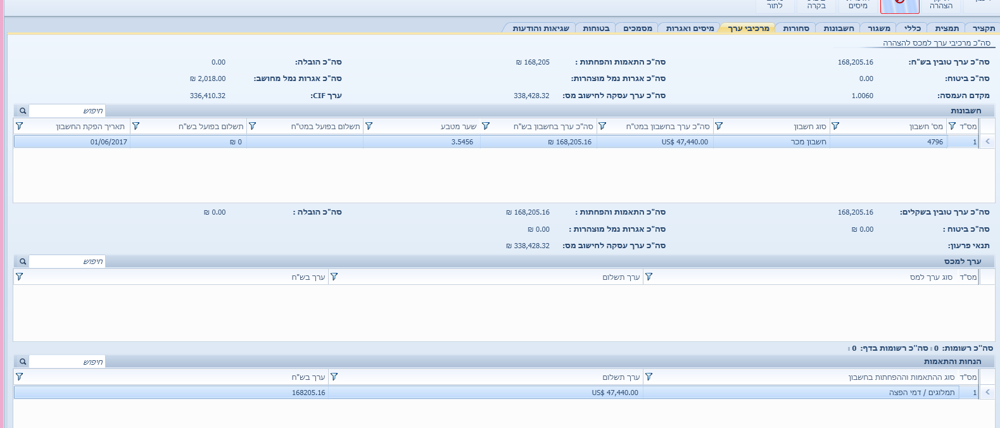 הצהרה מיסים בקרה לתור
תקציר תמצית כללי משגור חשבונות סחורות מרכיבי ערך מיסים ואגרות מסמכים בטוחות שגיאות והודעות
סה"כ מרכיבי ערך למכס להצהרה
סה"כ ערך טובין בש"ח: 168,205.16 סה"כ התאמות והפחתות : 168,205 ₪ סה"כ הובלה: 0.00
סה"כ ביטוח: 0.00 סה"כ אגרות נמל מוצהרות: סה"כ אגרות נמל מחושב: 2,018.00 ₪
מקדם העמסה: 1.0060 סה"כ ערך עסקה לחישוב מס: 338,428.32 ערך CIF: 336,410.32
חשבונות חיפוש
מס"ד מס' חשבון סוג חשבון סה"כ ערך בחשבון במט"ח סה"כ ערך בחשבון בש"ח שער מטבע תשלום בפועל במט"ח תשלום בפועל בש"ח תאריך הפקת החשבון
1 4796 חשבון מכר US$ 47,440.00 168,205.16 ₪ 3.5456 0 ₪ 01/06/2017
סה"כ ערך טובין בשקלים: 168,205.16 סה"כ התאמות והפחתות : 168,205.16 ₪ סה"כ הובלה : 0.00 ₪
סה"כ ביטוח : 0.00 ₪ סה"כ אגרות נמל מוצהרות : 0.00 ₪
תנאי פרעון: סה"כ ערך עסקה לחישוב מס: 338,428.32 ₪
ערך למכס חיפוש
מס"ד סוג ערך למס ערך תשלום ערך בש"ח
סה"כ רשומות: 0 סה"כ רשומות בדף: 0
הנחות והתאמות חיפוש
מס"ד סוג ההתאמות וההפחתות בחשבון ערך תשלום ערך בש"ח
1 תמלוגים / דמי הפצה US$ 47,440.00 168205.16